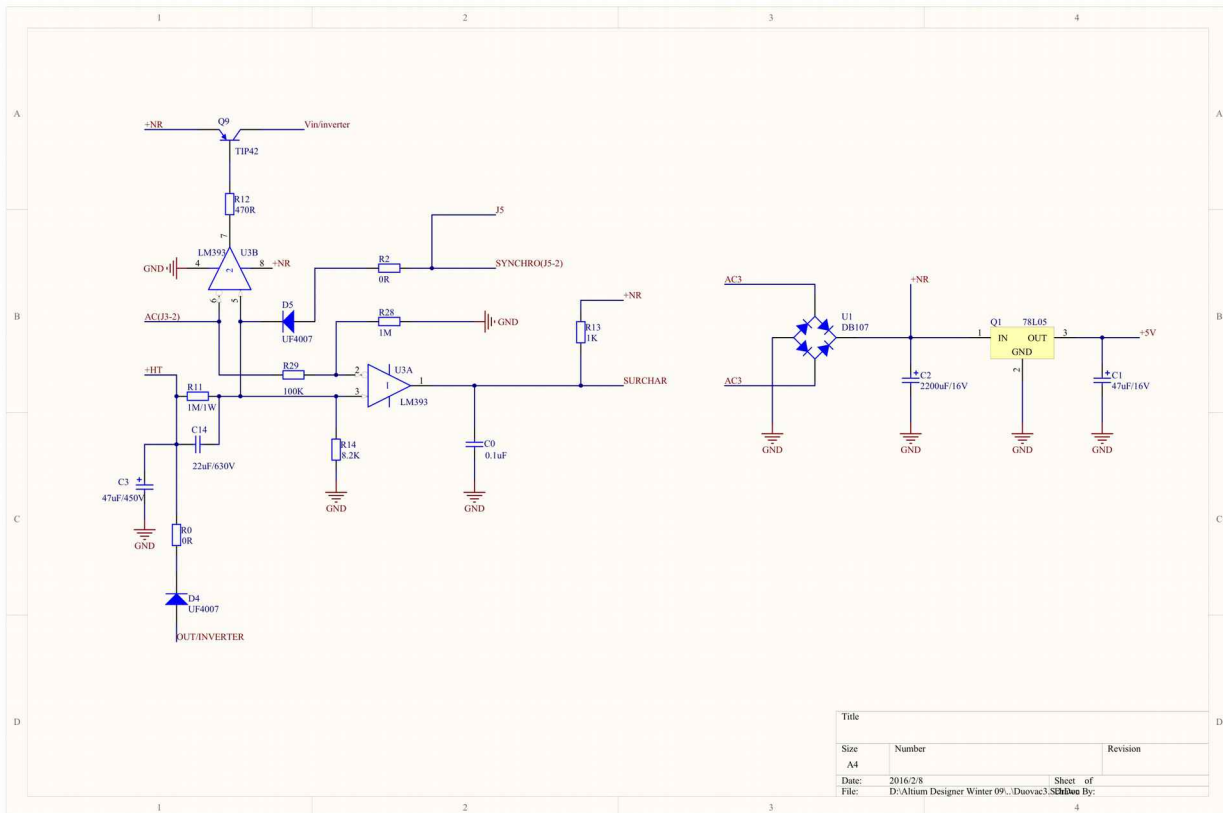 1 2 3 4
A A
Q9
+NR Vin/inverter
TIP42
R12
470R
7
J5
LM393 U3B
2
R2
GND 4 8 +NR SYNCHRO(J5-2)
0R
AC3 +NR
6 5
D5
+NR
AC(J3-2) R28 U1 Q1 78L05
B GND B
1M R13 DB107
UF4007 1K 1 IN OUT 3 +5V
GND
+HT R29 2 U3A
1 1 SURCHAR AC3 C2 2 C1
R11 100K 3 LM393 2200uF/16V 47uF/16V
1M/1W
C14 R14 C0 GND GND GND GND
8.2K 0.1uF
22uF/630V
C3
47uF/450V
GND GND
C C
R0
0R
GND
D4
UF4007
OUT/INVERTER
D D
Title
Size Number Revision
A4
Date: 2016/2/8 Sheet of
File: D:\Altium Designer Winter 09\..\Duovac3. By:
1 2 3 4